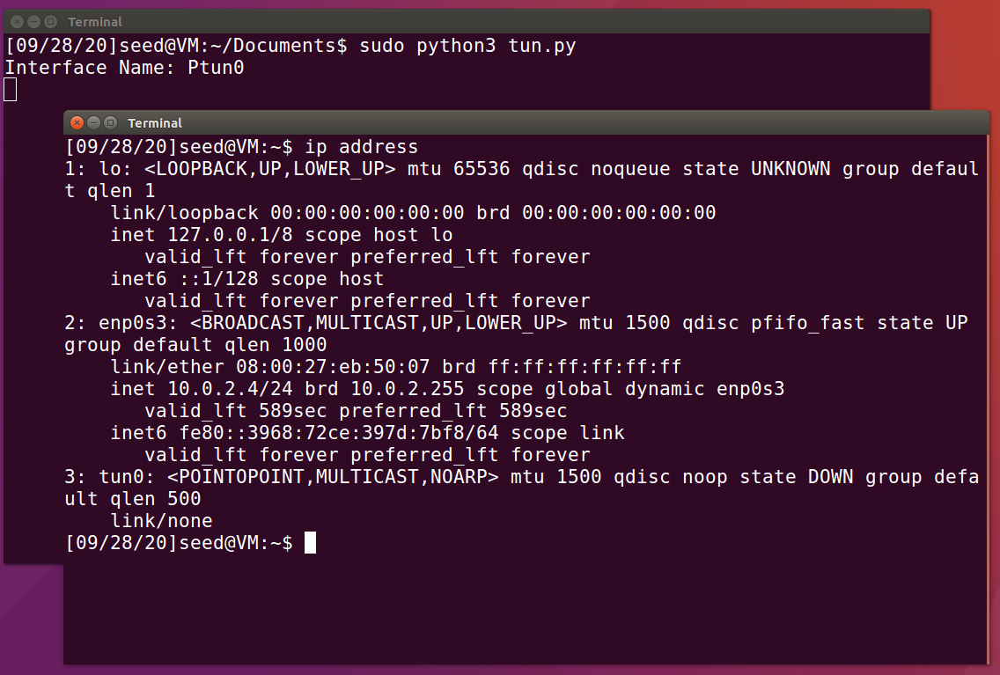 Terminal
[09/28/20]seed@VM:~/Documents$ sudo python3 tun.py
Interface Name: Ptun0
Terminal
[09/28/20]seed@VM:~$ ip address
1: lo: <LOOPBACK,UP,LOWER_UP> mtu 65536 qdisc noqueue state UNKNOWN group defaul
t qlen 1
    link/loopback 00:00:00:00:00:00 brd 00:00:00:00:00:00
    inet 127.0.0.1/8 scope host lo
       valid_lft forever preferred_lft forever
    inet6 ::1/128 scope host
       valid_lft forever preferred_lft forever
2: enp0s3: <BROADCAST,MULTICAST,UP,LOWER_UP> mtu 1500 qdisc pfifo_fast state UP
group default qlen 1000
    link/ether 08:00:27:eb:50:07 brd ff:ff:ff:ff:ff:ff
    inet 10.0.2.4/24 brd 10.0.2.255 scope global dynamic enp0s3
       valid_lft 589sec preferred_lft 589sec
    inet6 fe80::3968:72ce:397d:7bf8/64 scope link
       valid_lft forever preferred_lft forever
3: tun0: <POINTOPOINT,MULTICAST,NOARP> mtu 1500 qdisc noop state DOWN group defa
ult qlen 500
    link/none
[09/28/20]seed@VM:~$